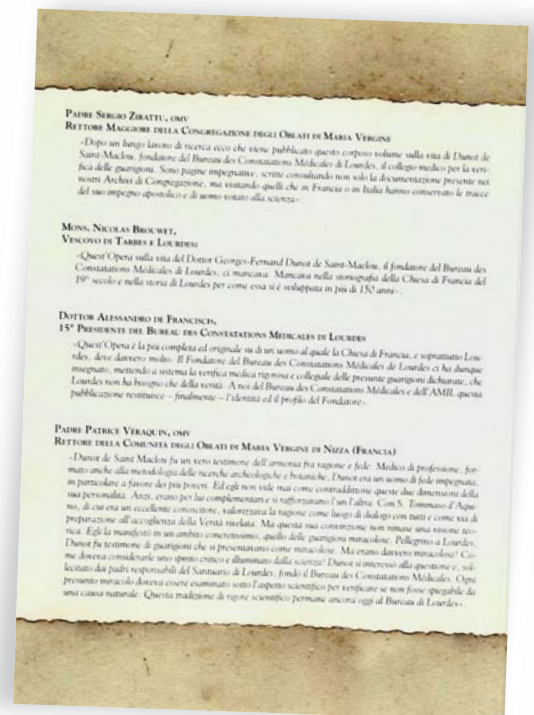 PADRE SERGIO ZIRATTU, OMV
RETTORE MAGGIORE DELLA CONGREGAZIONE DEGLI OBLATI DI MARIA VERGINE
«Dopo un lungo lavoro di ricerca ecco che viene pubblicato questo corposo volume sulla vita di Dunot de
Saint-Maclou, fondatore del Bureau des Constatations Médicales de Lourdes, il collegio medico per la veri-
fica delle guarigioni. Sono pagine impegnative, scritte consultando non solo la documentazione presente nei
nostri Archivi di Congregazione, ma visitando quelli che in Francia o in Italia hanno conservato le tracce
del suo impegno apostolico e di uomo votato alla scienza».
MONS. NICOLAS BROUWET,
VESCOVO DI TARBES E LOURDES:
«Quest'Opera sulla vita del Dottor Georges-Fernand Dunot de Saint-Maclou, il fondatore del Bureau des
Constatations Médicales de Lourdes, ci mancava. Mancava nella storiografia della Chiesa di Francia del
19° secolo e nella storia di Lourdes per come essa si è sviluppata in più di 150 anni».
DOTTOR ALESSANDRO DE FRANCISCIS,
15° PRESIDENTE DEL BUREAU DES CONSTATATIONS MEDICALES DI LOURDES
«Quest'Opera è la più completa ed originale su di un uomo al quale la Chiesa di Francia, e soprattutto Lou-
rdes, deve davvero molto. Il Fondatore del Bureau des Constatations Médicales de Lourdes ci ha dunque
insegnato, mettendo a sistema la verifica medica rigorosa e collegiale delle presunte guarigioni dichiarate, che
Lourdes non ha bisogno che della verità. A noi del Bureau des Constatations Médicales e dell'AMIL questa
pubblicazione restituisce – finalmente – l'identità ed il profilo del Fondatore».
PADRE PATRICE VERAQUIN, OMV
RETTORE DELLA COMUNITÀ DEGLI OBLATI DI MARIA VERGINE DI NIZZA (FRANCIA)
«Dunot de Saint Maclou fu un vero testimone dell'armonia fra ragione e fede. Medico di professione, for-
mato anche alla metodologia delle ricerche archeologiche e botaniche, Dunot era un uomo di fede impegnata,
in particolare a favore dei più poveri. Ed egli non vide mai come contraddittorie queste due dimensioni della
sua personalità. Anzi, erano per lui complementari e si rafforzavano l'un l'altra. Con S. Tommaso d'Aqui-
no, di cui era un eccellente conoscitore, valorizzava la ragione come luogo di dialogo con tutti e come via di
preparazione all'accoglienza della Verità rivelata. Ma questa sua convinzione non rimase una visione teo-
rica. Egli la manifestò in un ambito concretissimo, quello delle guarigioni miracolose. Pellegrino a Lourdes,
Dunot fu testimone di guarigioni che si presentavano come miracolose. Ma erano davvero miracolose? Co-
me doveva considerarle uno spirito critico e illuminato dalla scienza? Dunot si interessò alla questione e, sol-
lecitato dai padri responsabili del Santuario di Lourdes, fondò il Bureau des Constatations Médicales. Ogni
presunto miracolo doveva essere esaminato sotto l'aspetto scientifico per verificare se non fosse spiegabile da
una causa naturale. Questa tradizione di rigore scientifico permane ancora oggi al Bureau di Lourdes».